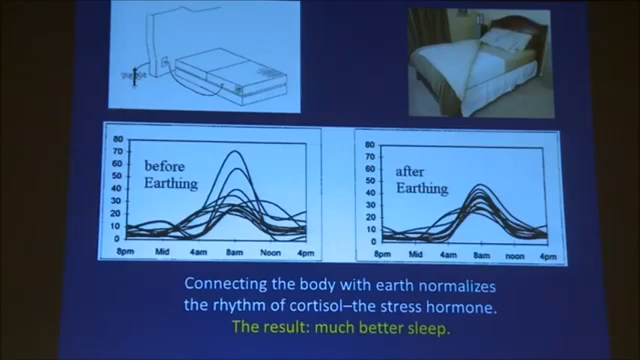 before
Earthing
80
70
60
50
40
30
20
10
0
8pm Mid 4am 8am Noon 4pm
after
Earthing
80
70
60
50
40
30
20
10
0
8pm Mid 4am 8am noon 4pm
Connecting the body with earth normalizes
the rhythm of cortisol–the stress hormone.
The result: much better sleep.